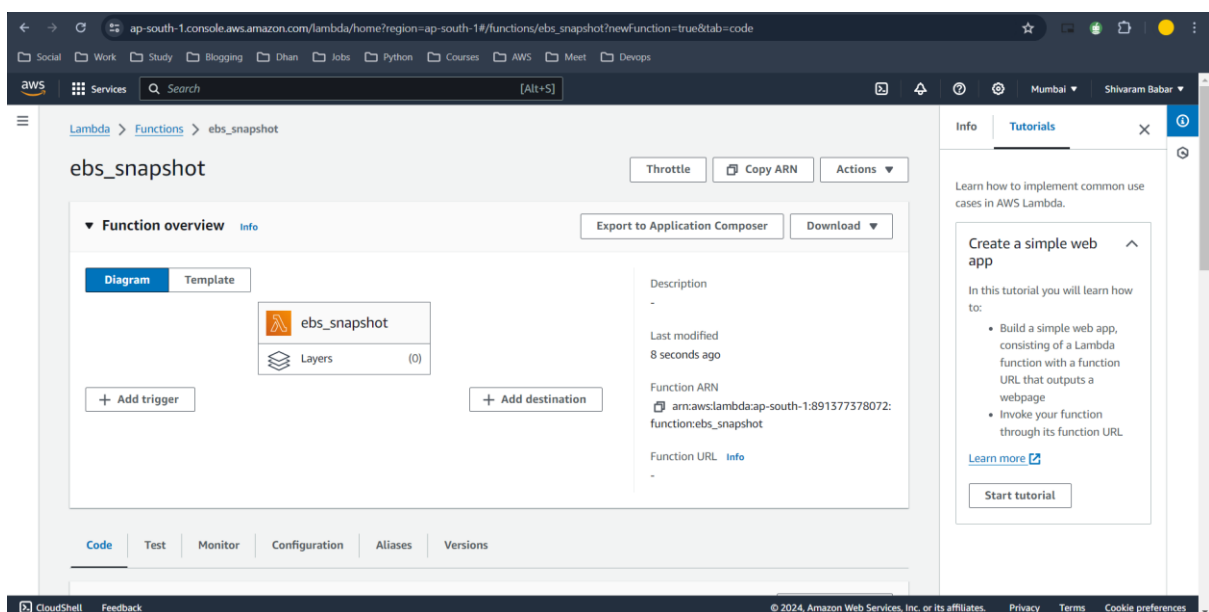 ap-south-1.console.aws.amazon.com/lambda/home?region=ap-south-1#/functions/ebs_snapshot?newFunction=true&tab=code
Social Work Study Blogging Dhan Jobs Python Courses AWS Meet Devops
aws Services Search [Alt+S] Mumbai ▼ Shivaram Babar ▼
Lambda > Functions > ebs_snapshot
ebs_snapshot
Throttle Copy ARN Actions ▼
▼ Function overview Info
Export to Application Composer Download ▼
Diagram Template
ebs_snapshot
Layers (0)
+ Add trigger
+ Add destination
Description
-
Last modified
8 seconds ago
Function ARN
arn:aws:lambda:ap-south-1:891377378072:
function:ebs_snapshot
Function URL Info
-
Code Test Monitor Configuration Aliases Versions
Info Tutorials
Learn how to implement common use
cases in AWS Lambda.
Create a simple web
app
In this tutorial you will learn how
to:
• Build a simple web app,
consisting of a Lambda
function with a function
URL that outputs a
webpage
• Invoke your function
through its function URL
Learn more
Start tutorial
CloudShell Feedback © 2024, Amazon Web Services, Inc. or its affiliates. Privacy Terms Cookie preferences